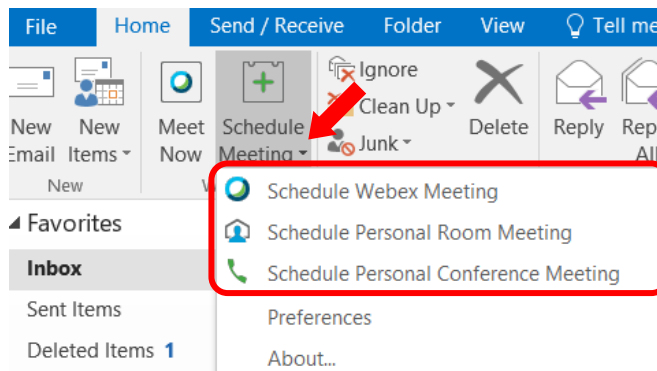 File Home Send / Receive Folder View Tell me
Ignore
Clean Up
Junk
New Email
New Items
Meet Now
Schedule Meeting
Delete
Reply
All
New
Schedule Webex Meeting
Schedule Personal Room Meeting
Schedule Personal Conference Meeting
Preferences
About...
Favorites
Inbox
Sent Items
Deleted Items 1